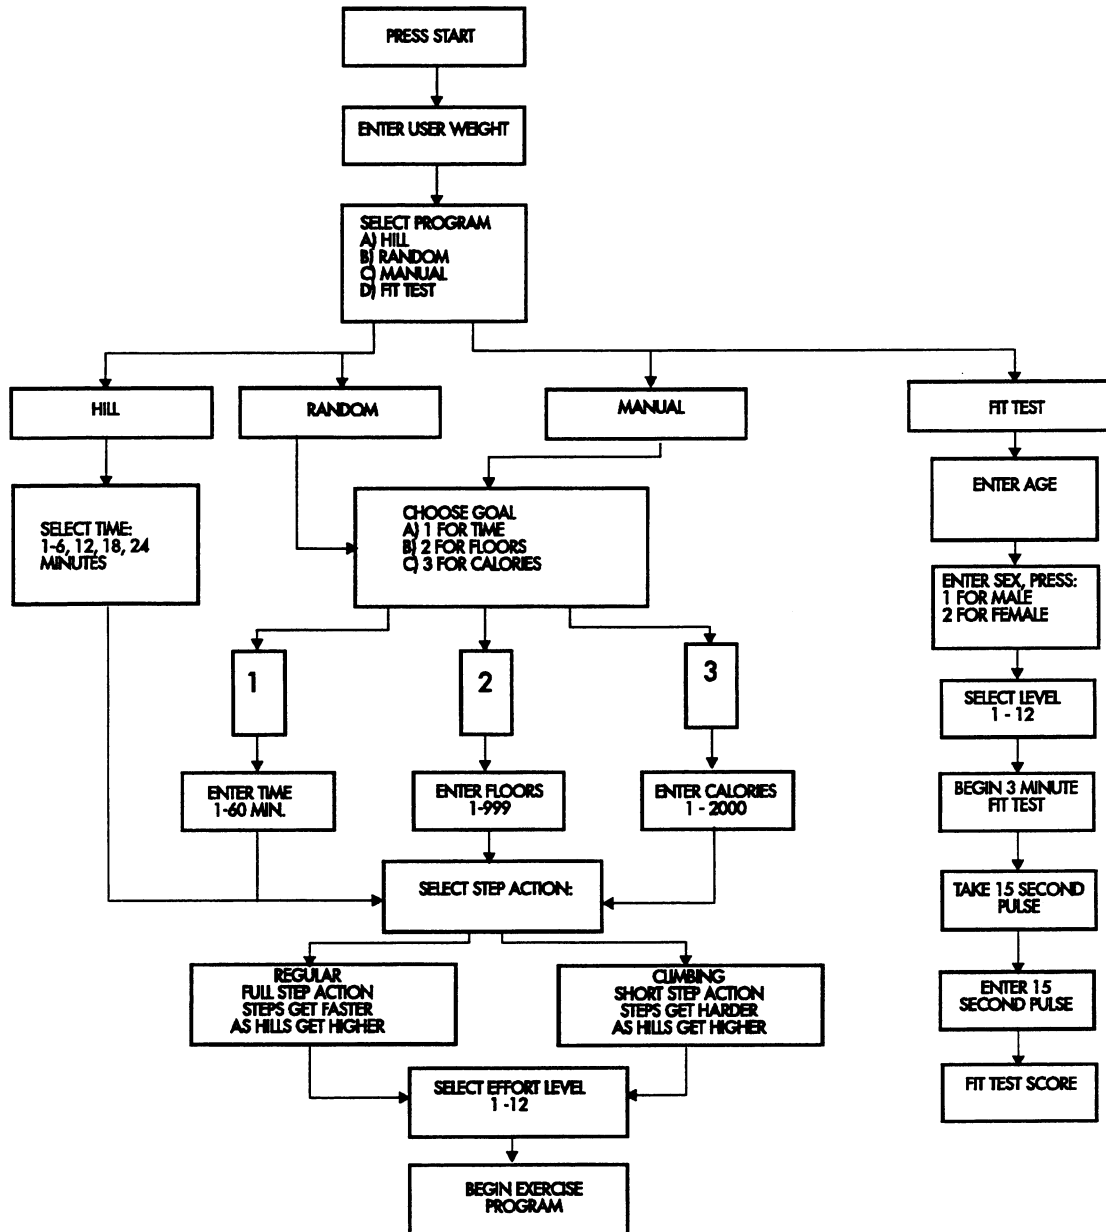 PRESS START
ENTER USER WEIGHT
SELECT PROGRAM
A) HILL
B) RANDOM
C) MANUAL
D) FIT TEST
HILL
RANDOM
MANUAL
FIT TEST
SELECT TIME:
1-6, 12, 18, 24
MINUTES
CHOOSE GOAL
A) 1 FOR TIME
B) 2 FOR FLOORS
C) 3 FOR CALORIES
ENTER AGE
ENTER SEX, PRESS:
1 FOR MALE
2 FOR FEMALE
1
2
3
SELECT LEVEL
1 - 12
ENTER TIME
1-60 MIN.
ENTER FLOORS
1-999
ENTER CALORIES
1 - 2000
BEGIN 3 MINUTE
FIT TEST
SELECT STEP ACTION:
TAKE 15 SECOND
PULSE
REGULAR
FULL STEP ACTION
STEPS GET FASTER
AS HILLS GET HIGHER
CLIMBING
SHORT STEP ACTION
STEPS GET HARDER
AS HILLS GET HIGHER
ENTER 15
SECOND PULSE
SELECT EFFORT LEVEL
1 -12
FIT TEST SCORE
BEGIN EXERCISE
PROGRAM